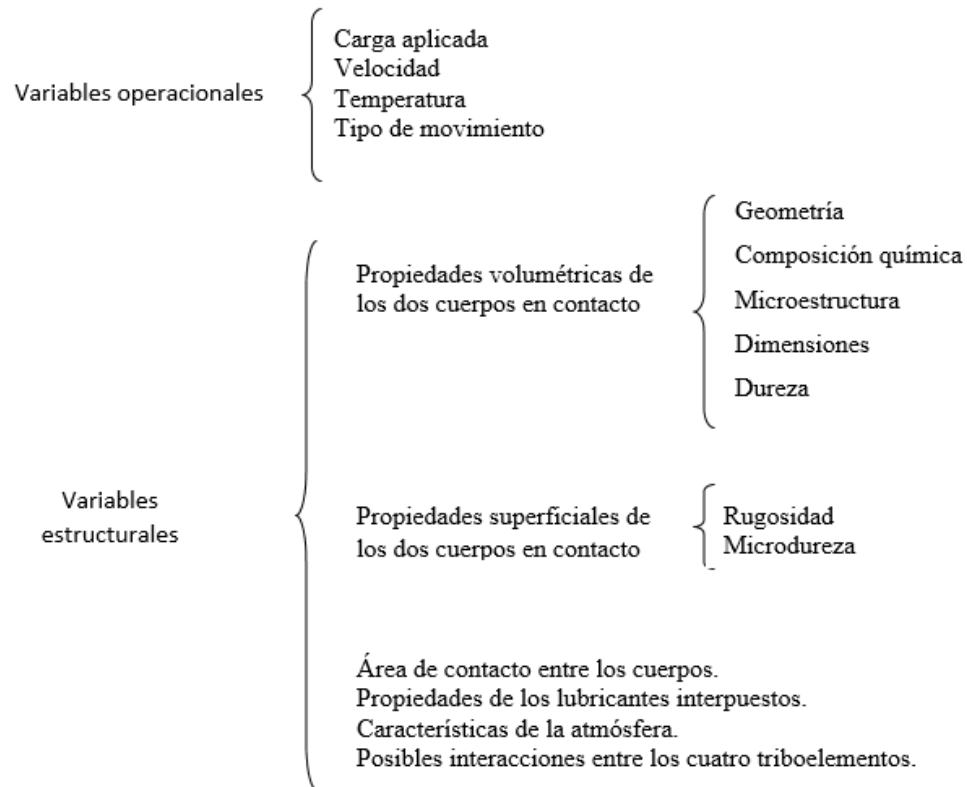 Variables operacionales
Carga aplicada
Velocidad
Temperatura
Tipo de movimiento
Variables
estructurales
Propiedades volumétricas de
los dos cuerpos en contacto
Geometría
Composición química
Microestructura
Dimensiones
Dureza
Propiedades superficiales de
los dos cuerpos en contacto
Rugosidad
Microdureza
Área de contacto entre los cuerpos.
Propiedades de los lubricantes interpuestos.
Características de la atmósfera.
Posibles interacciones entre los cuatro triboelementos.